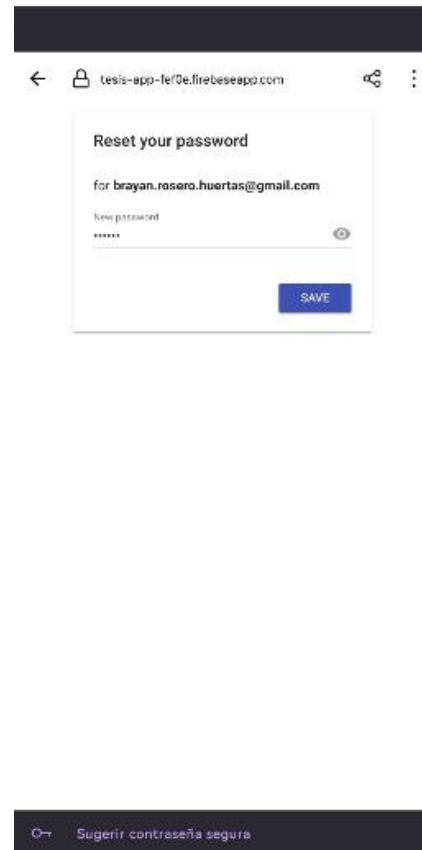 tesis-app-fef0e.firebaseapp.com
Reset your password
for brayan.rosero.huertas@gmail.com
New password
••••••
SAVE
Sugerir contraseña segura